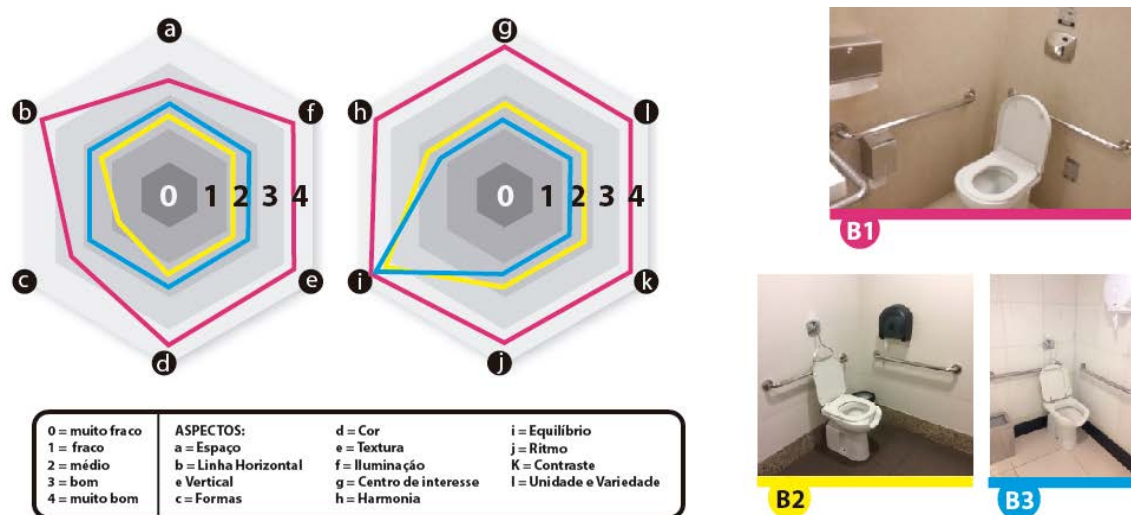 a
b
f
0 1 2 3 4
c
e
d
g
h
l
0 1 2 3 4
i
k
j
0 = muito fraco
1 = fraco
2 = médio
3 = bom
4 = muito bom
ASPECTOS:
a = Espaço
b = Linha Horizontal
e Vertical
c = Formas
d = Cor
e = Textura
f = Iluminação
g = Centro de interesse
h = Harmonia
i = Equilíbrio
j = Ritmo
K = Contraste
l = Unidade e Variedade
B1
B2
B3